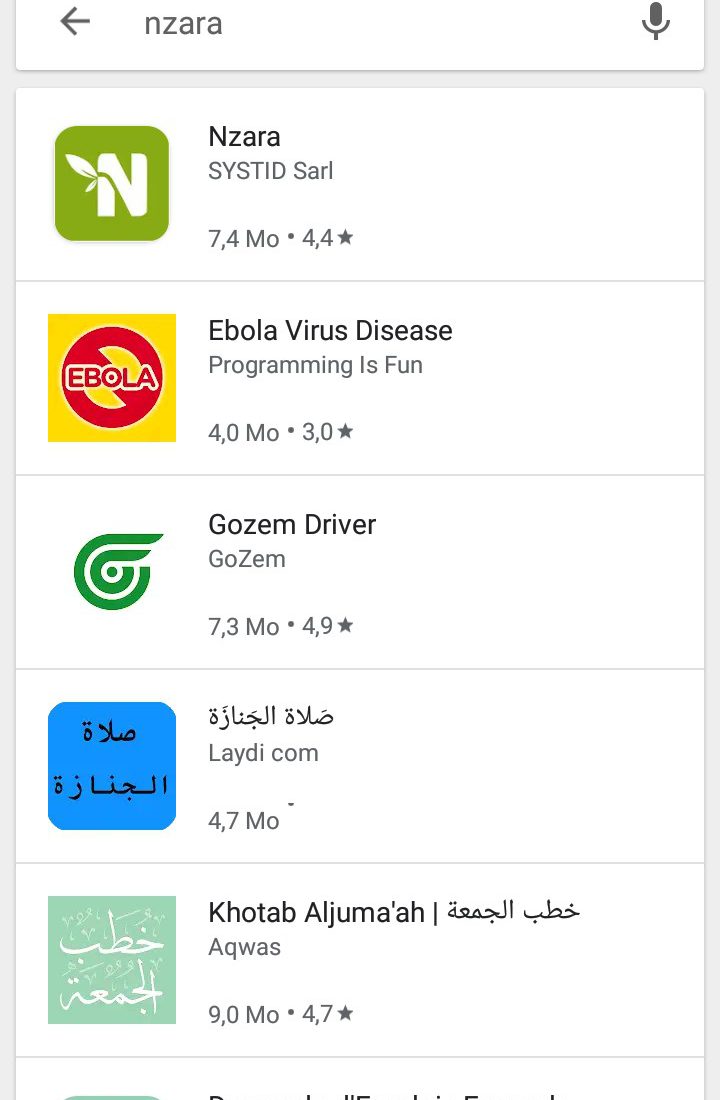 nzara
Nzara
SYSTID Sarl
7,4 Mo • 4,4★
EBOLA
Ebola Virus Disease
Programming Is Fun
4,0 Mo • 3,0★
Gozem Driver
GoZem
7,3 Mo • 4,9★
صلاة
الجنازة
صَلاة الجَنازَة
Laydi com
4,7 Mo
خطب
الجمعة
Khotab Aljuma'ah | خطب الجمعة
Aqwas
9,0 Mo • 4,7★